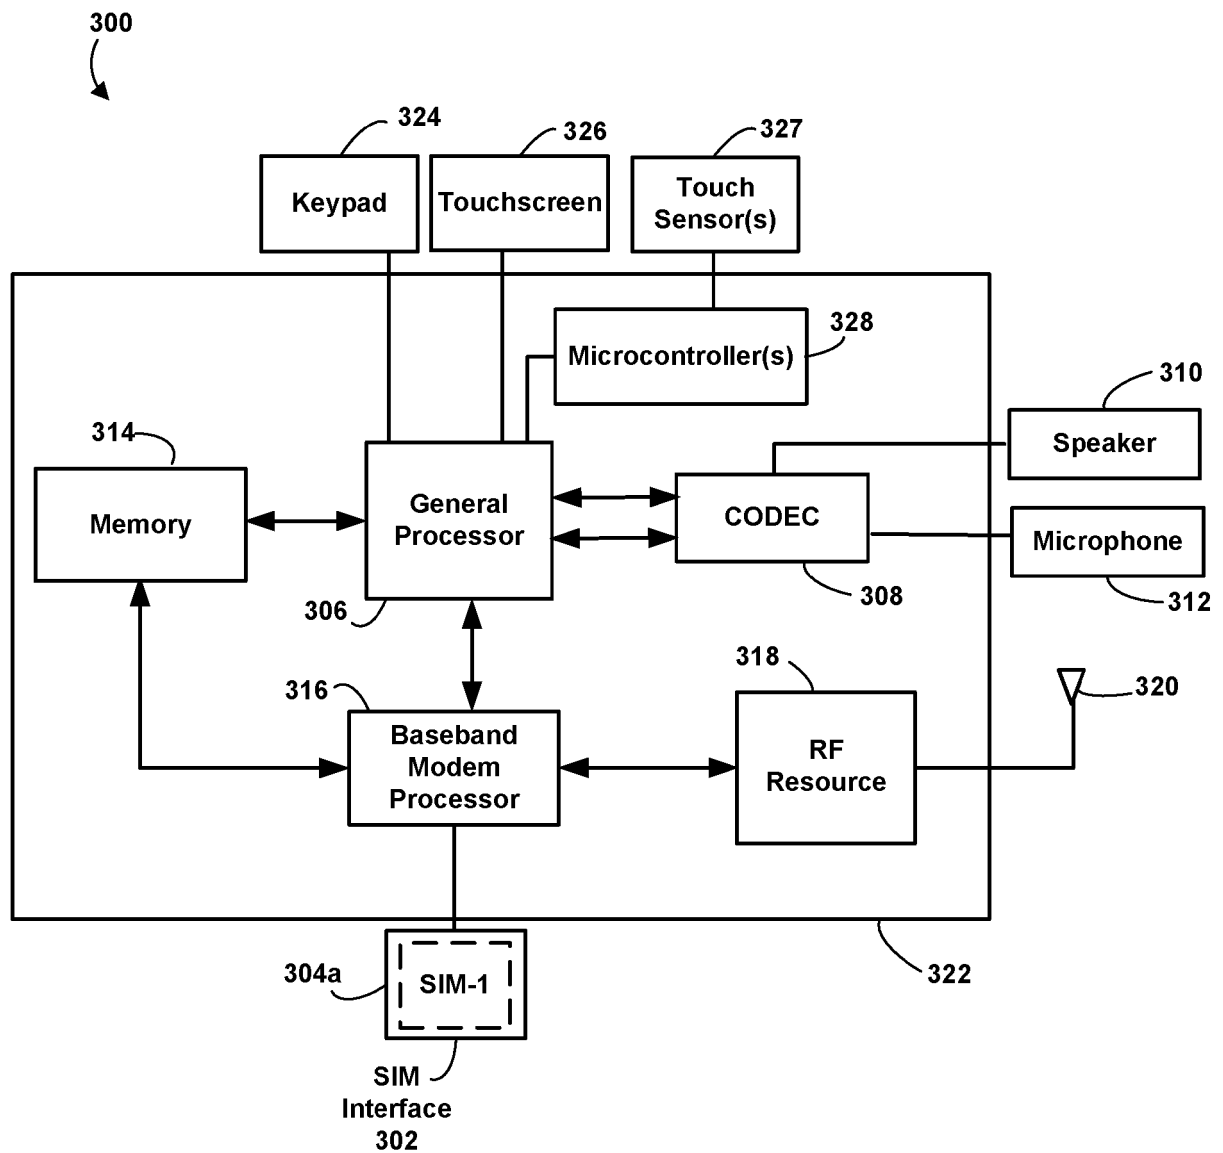 300
324
326
327
Keypad
Touchscreen
Touch
Sensor(s)
328
Microcontroller(s)
310
Speaker
314
Memory
General
Processor
CODEC
Microphone
306
308
312
318
316
320
Baseband
Modem
Processor
RF
Resource
304a
SIM-1
322
SIM
Interface
302